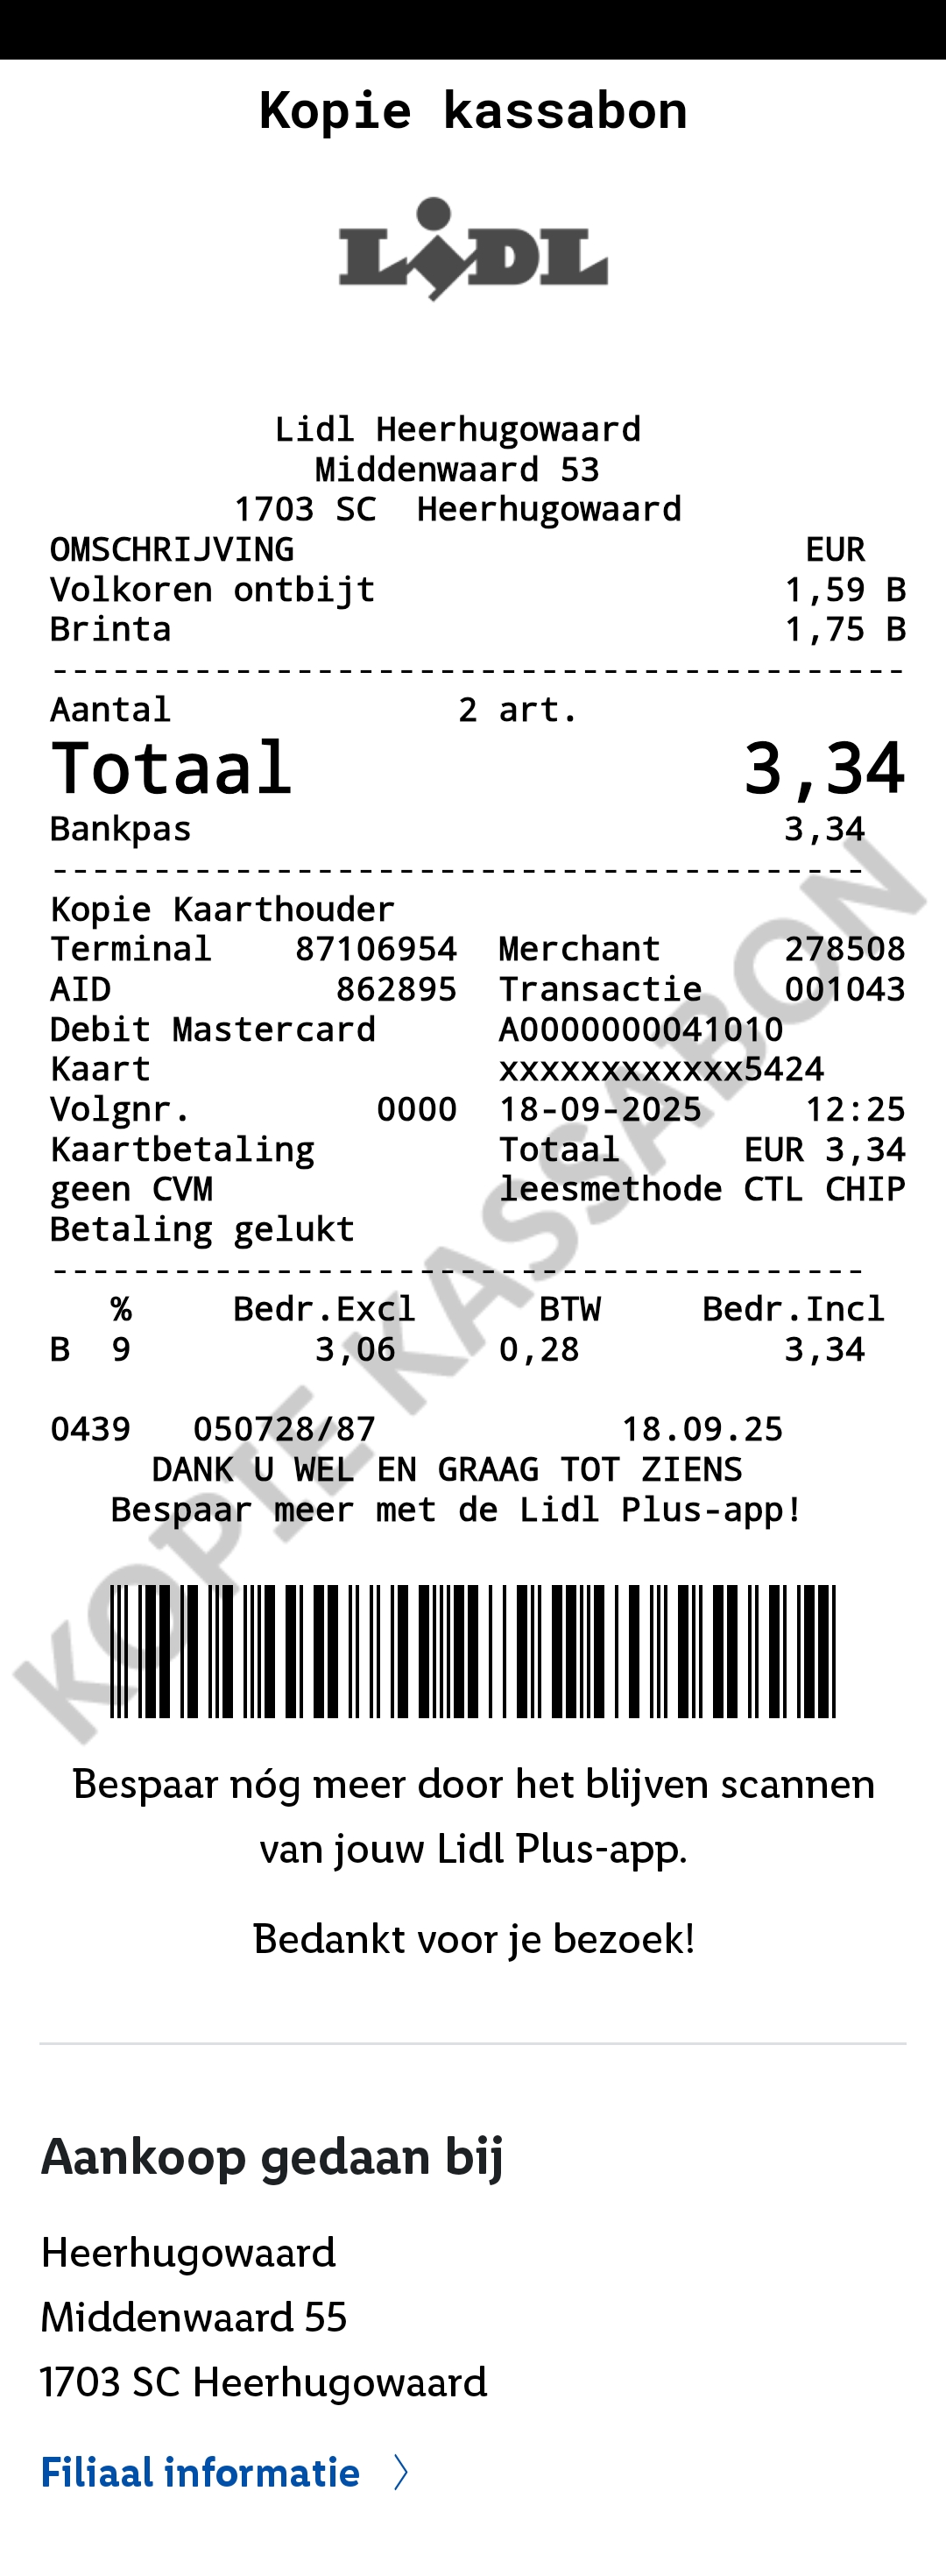 Kopie kassabon
LiDL
Lidl Heerhugowaard
Middenwaard 53
1703 SC  Heerhugowaard
OMSCHRIJVING EUR
Volkoren ontbijt 1,59 B
Brinta 1,75 B
------------------------------------------
Aantal 2 art.
Totaal 3,34
Bankpas 3,34
----------------------------------------
Kopie Kaarthouder
Terminal 87106954 Merchant 278508
AID 862895 Transactie 001043
Debit Mastercard A0000000041010
Kaart xxxxxxxxxxxx5424
Volgnr. 0000 18-09-2025 12:25
Kaartbetaling Totaal EUR 3,34
geen CVM leesmethode CTL CHIP
Betaling gelukt
----------------------------------------
% Bedr.Excl BTW Bedr.Incl
B 9 3,06 0,28 3,34
0439 050728/87 18.09.25
DANK U WEL EN GRAAG TOT ZIENS
Bespaar meer met de Lidl Plus-app!
KOPIE KASSABON
Bespaar nóg meer door het blijven scannen
van jouw Lidl Plus-app.
Bedankt voor je bezoek!
Aankoop gedaan bij
Heerhugowaard
Middenwaard 55
1703 SC Heerhugowaard
Filiaal informatie